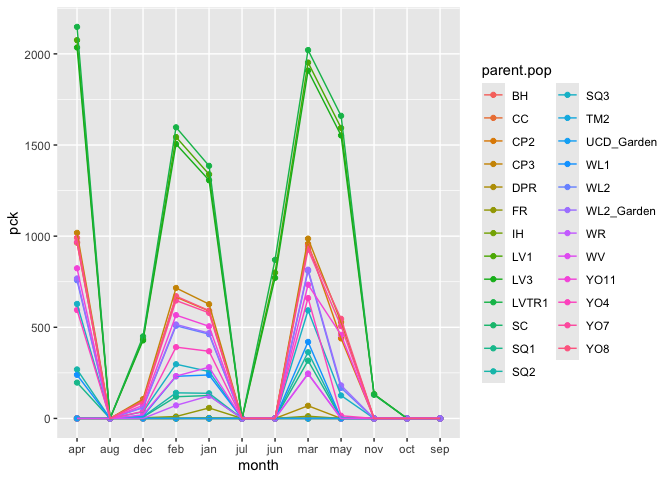 2000
1500
1000
500
0
pck
apr aug dec feb jan jul jun mar may nov oct sep
month
parent.pop
BH
CC
CP2
CP3
DPR
FR
IH
LV1
LV3
LVTR1
SC
SQ1
SQ2
SQ3
TM2
UCD_Garden
WL1
WL2
WL2_Garden
WR
WV
YO11
YO4
YO7
YO8